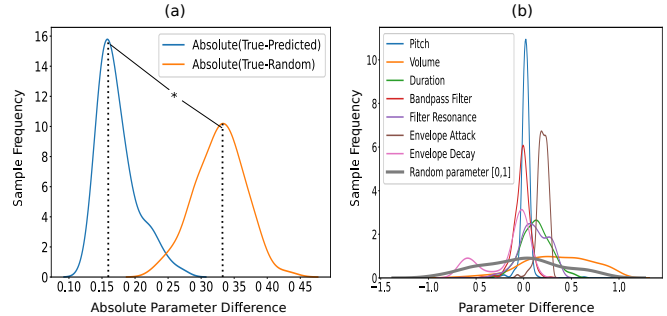 (a)
(b)
Sample Frequency
16
14
12
10
8
6
4
2
0
Absolute(True-Predicted)
Absolute(True-Random)
*
0,10 0.15 0 20 0 25 0 30 0 35 0 40 0.45
Absolute Parameter Difference
Sample Frequency
10
8
6
4
2
0
Pitch
Volume
Duration
Bandpass Filter
Filter Resonance
Envelope Attack
Envelope Decay
Random parameter [0,1]
−1.5 −1.0 −0.5 0.0 0.5 1.0
Parameter Difference